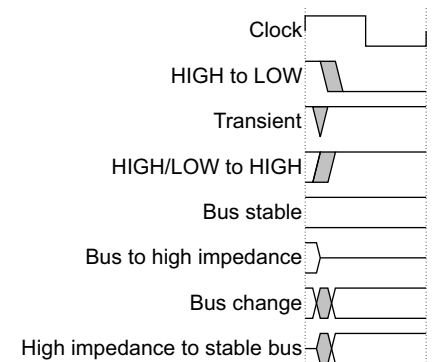 Clock
HIGH to LOW
Transient
HIGH/LOW to HIGH
Bus stable
Bus to high impedance
Bus change
High impedance to stable bus